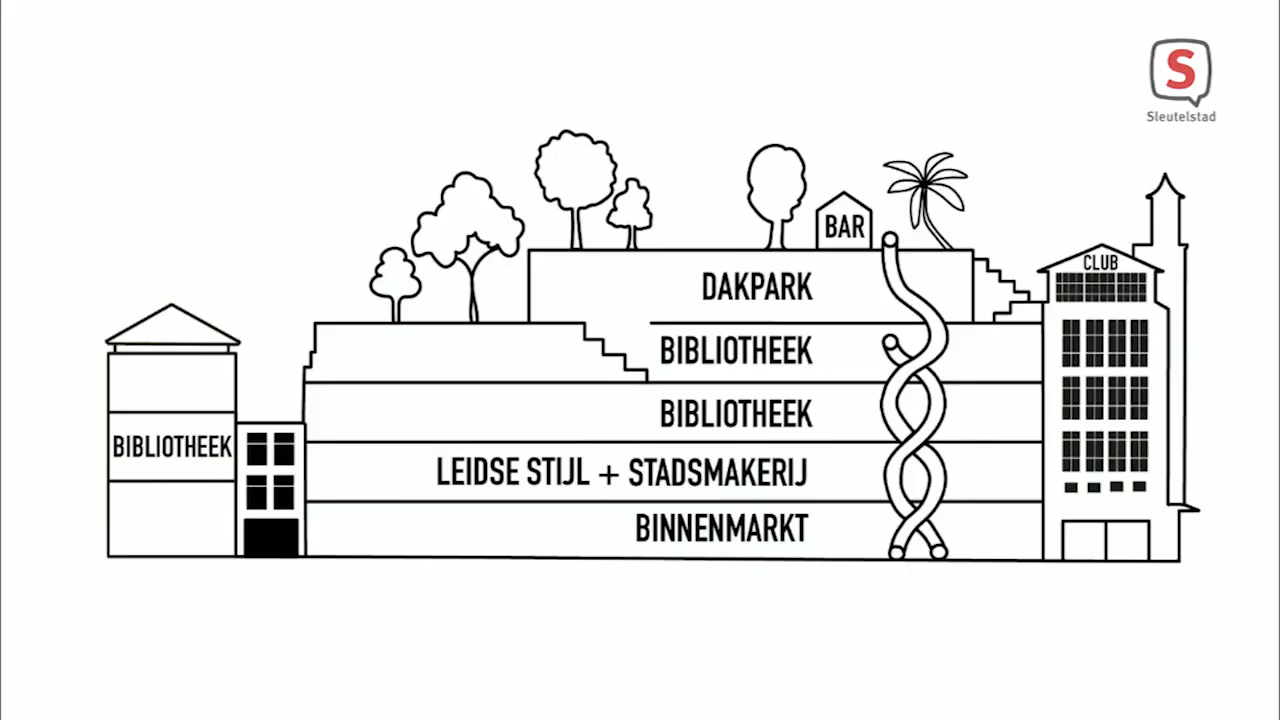 S
Sleutelstad
BAR
CLUB
DAKPARK
BIBLIOTHEEK
BIBLIOTHEEK
BIBLIOTHEEK
LEIDSE STIJL + STADSMAKERIJ
BINNENMARKT